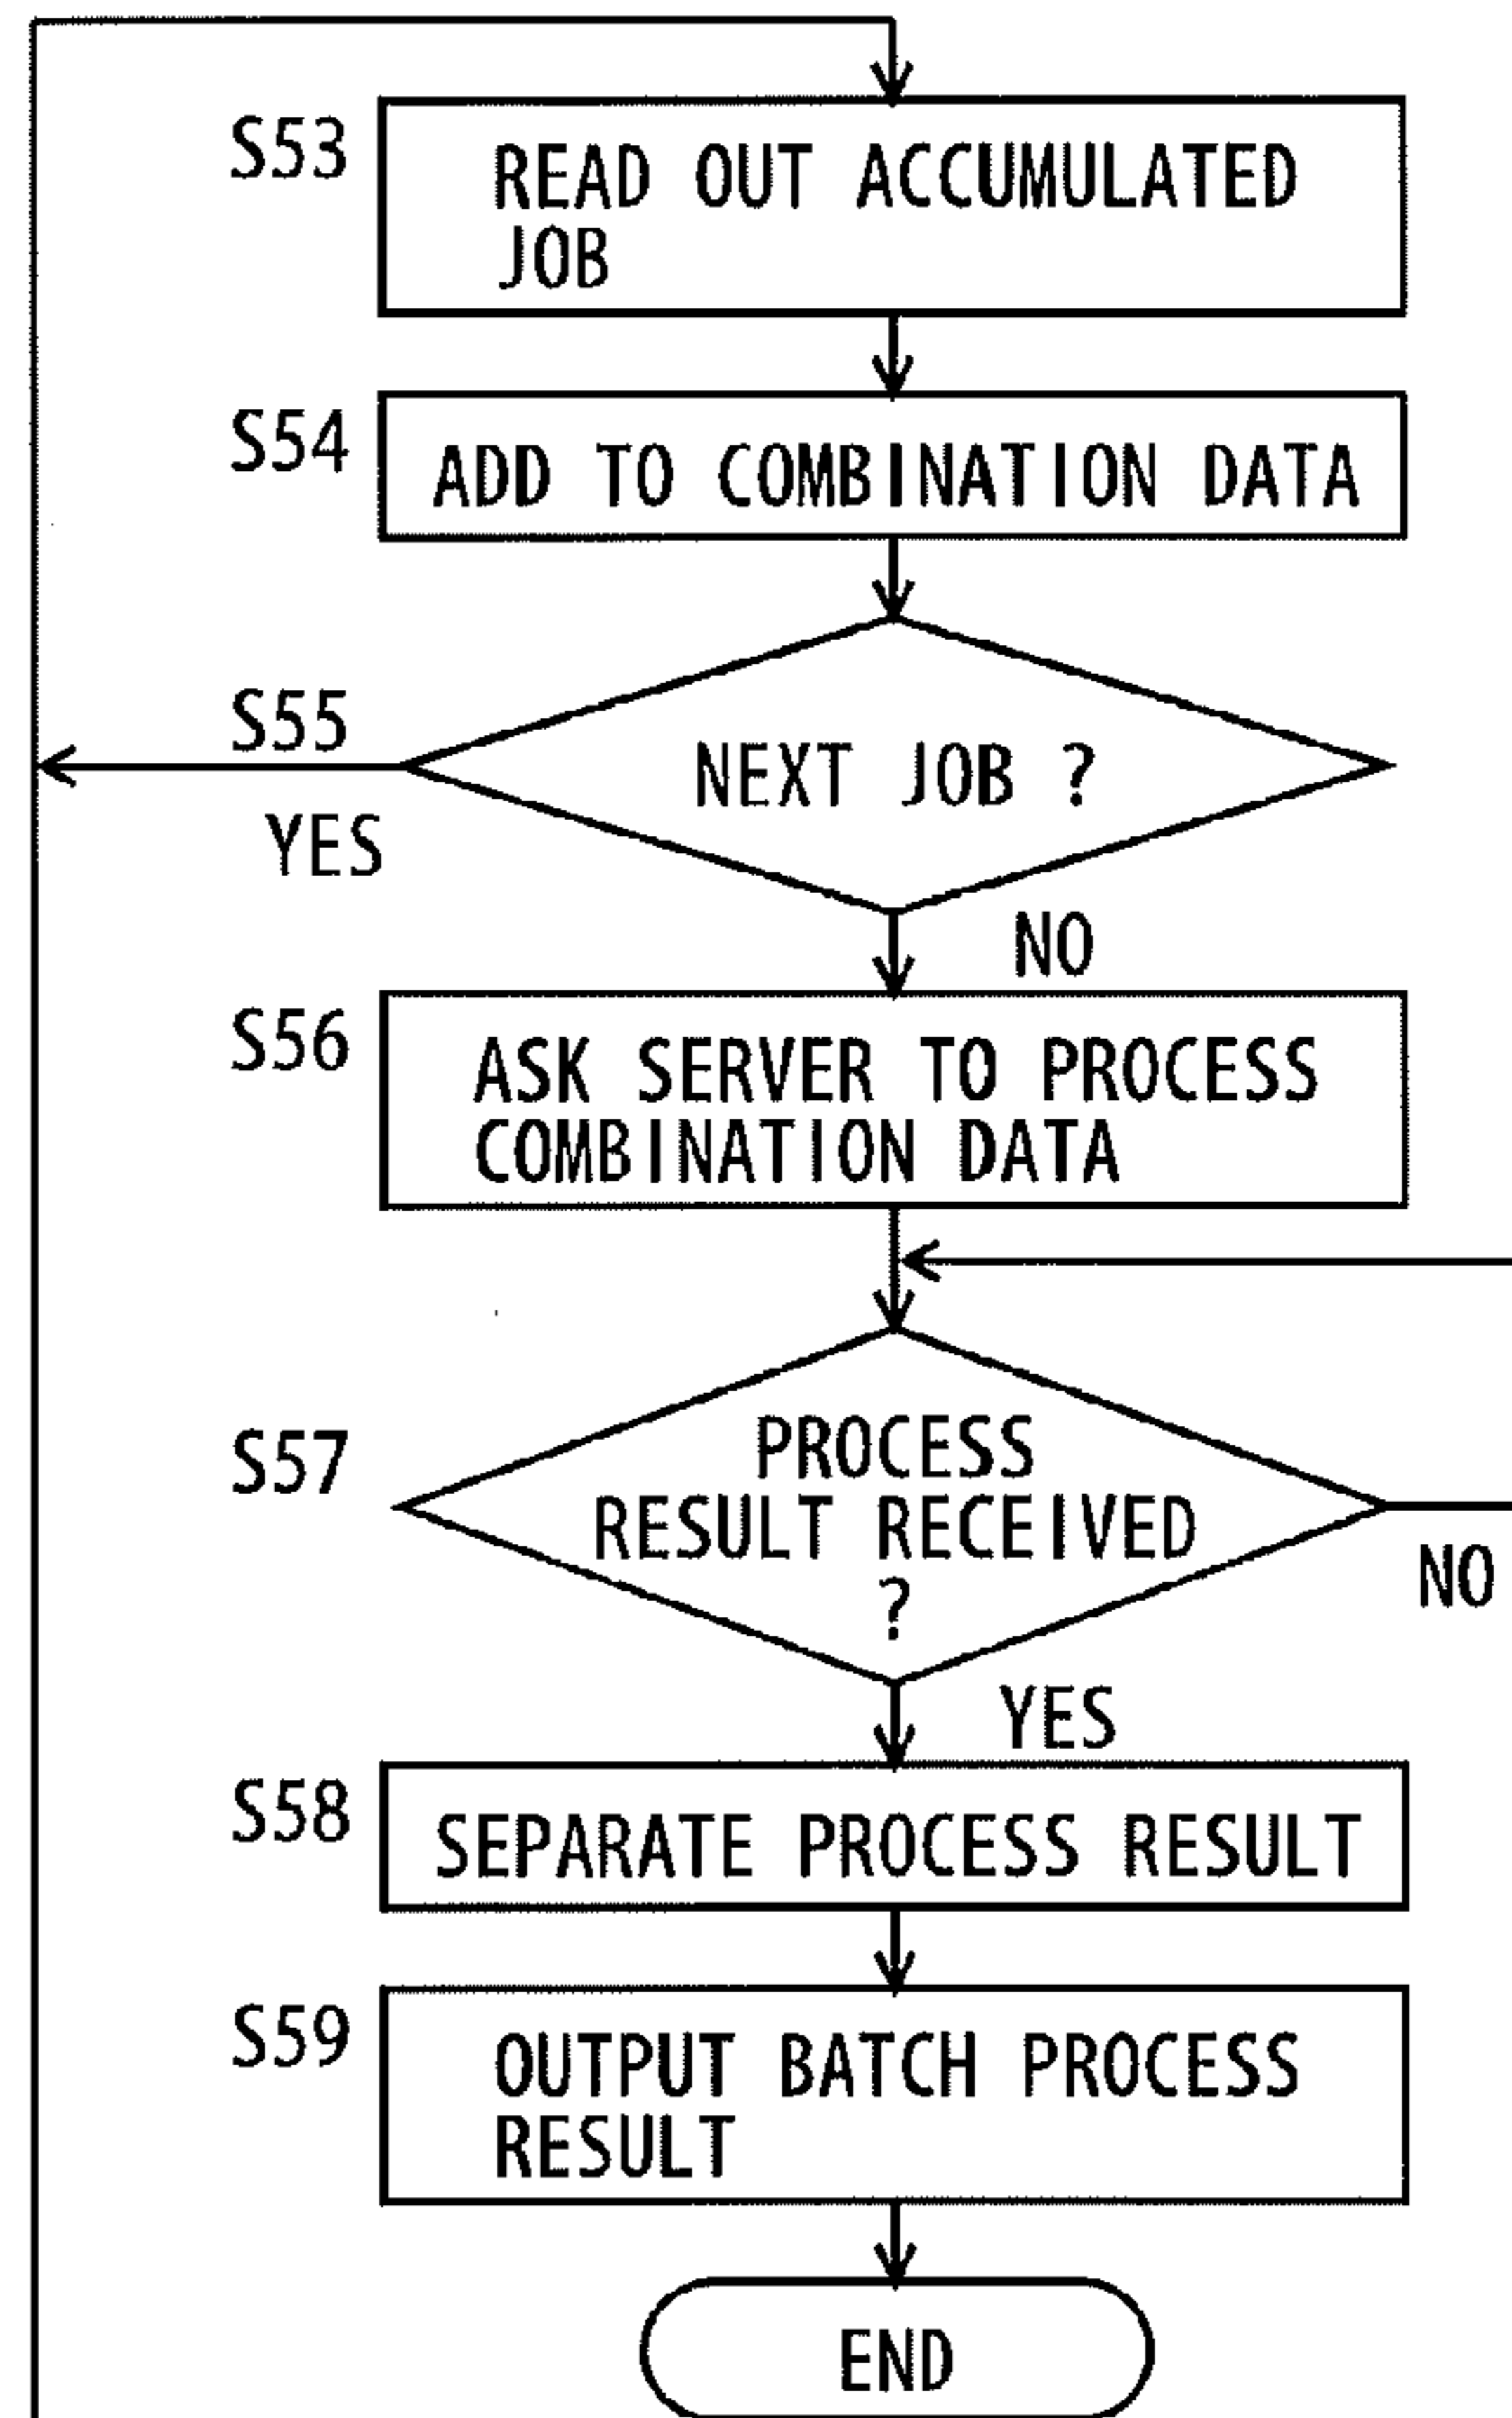 S53
READ OUT ACCUMULATED
JOB
S54
ADD TO COMBINATION DATA
S55
NEXT JOB ?
YES
NO
S56
ASK SERVER TO PROCESS
COMBINATION DATA
S57
PROCESS
RESULT RECEIVED
?
NO
YES
S58
SEPARATE PROCESS RESULT
S59
OUTPUT BATCH PROCESS
RESULT
END